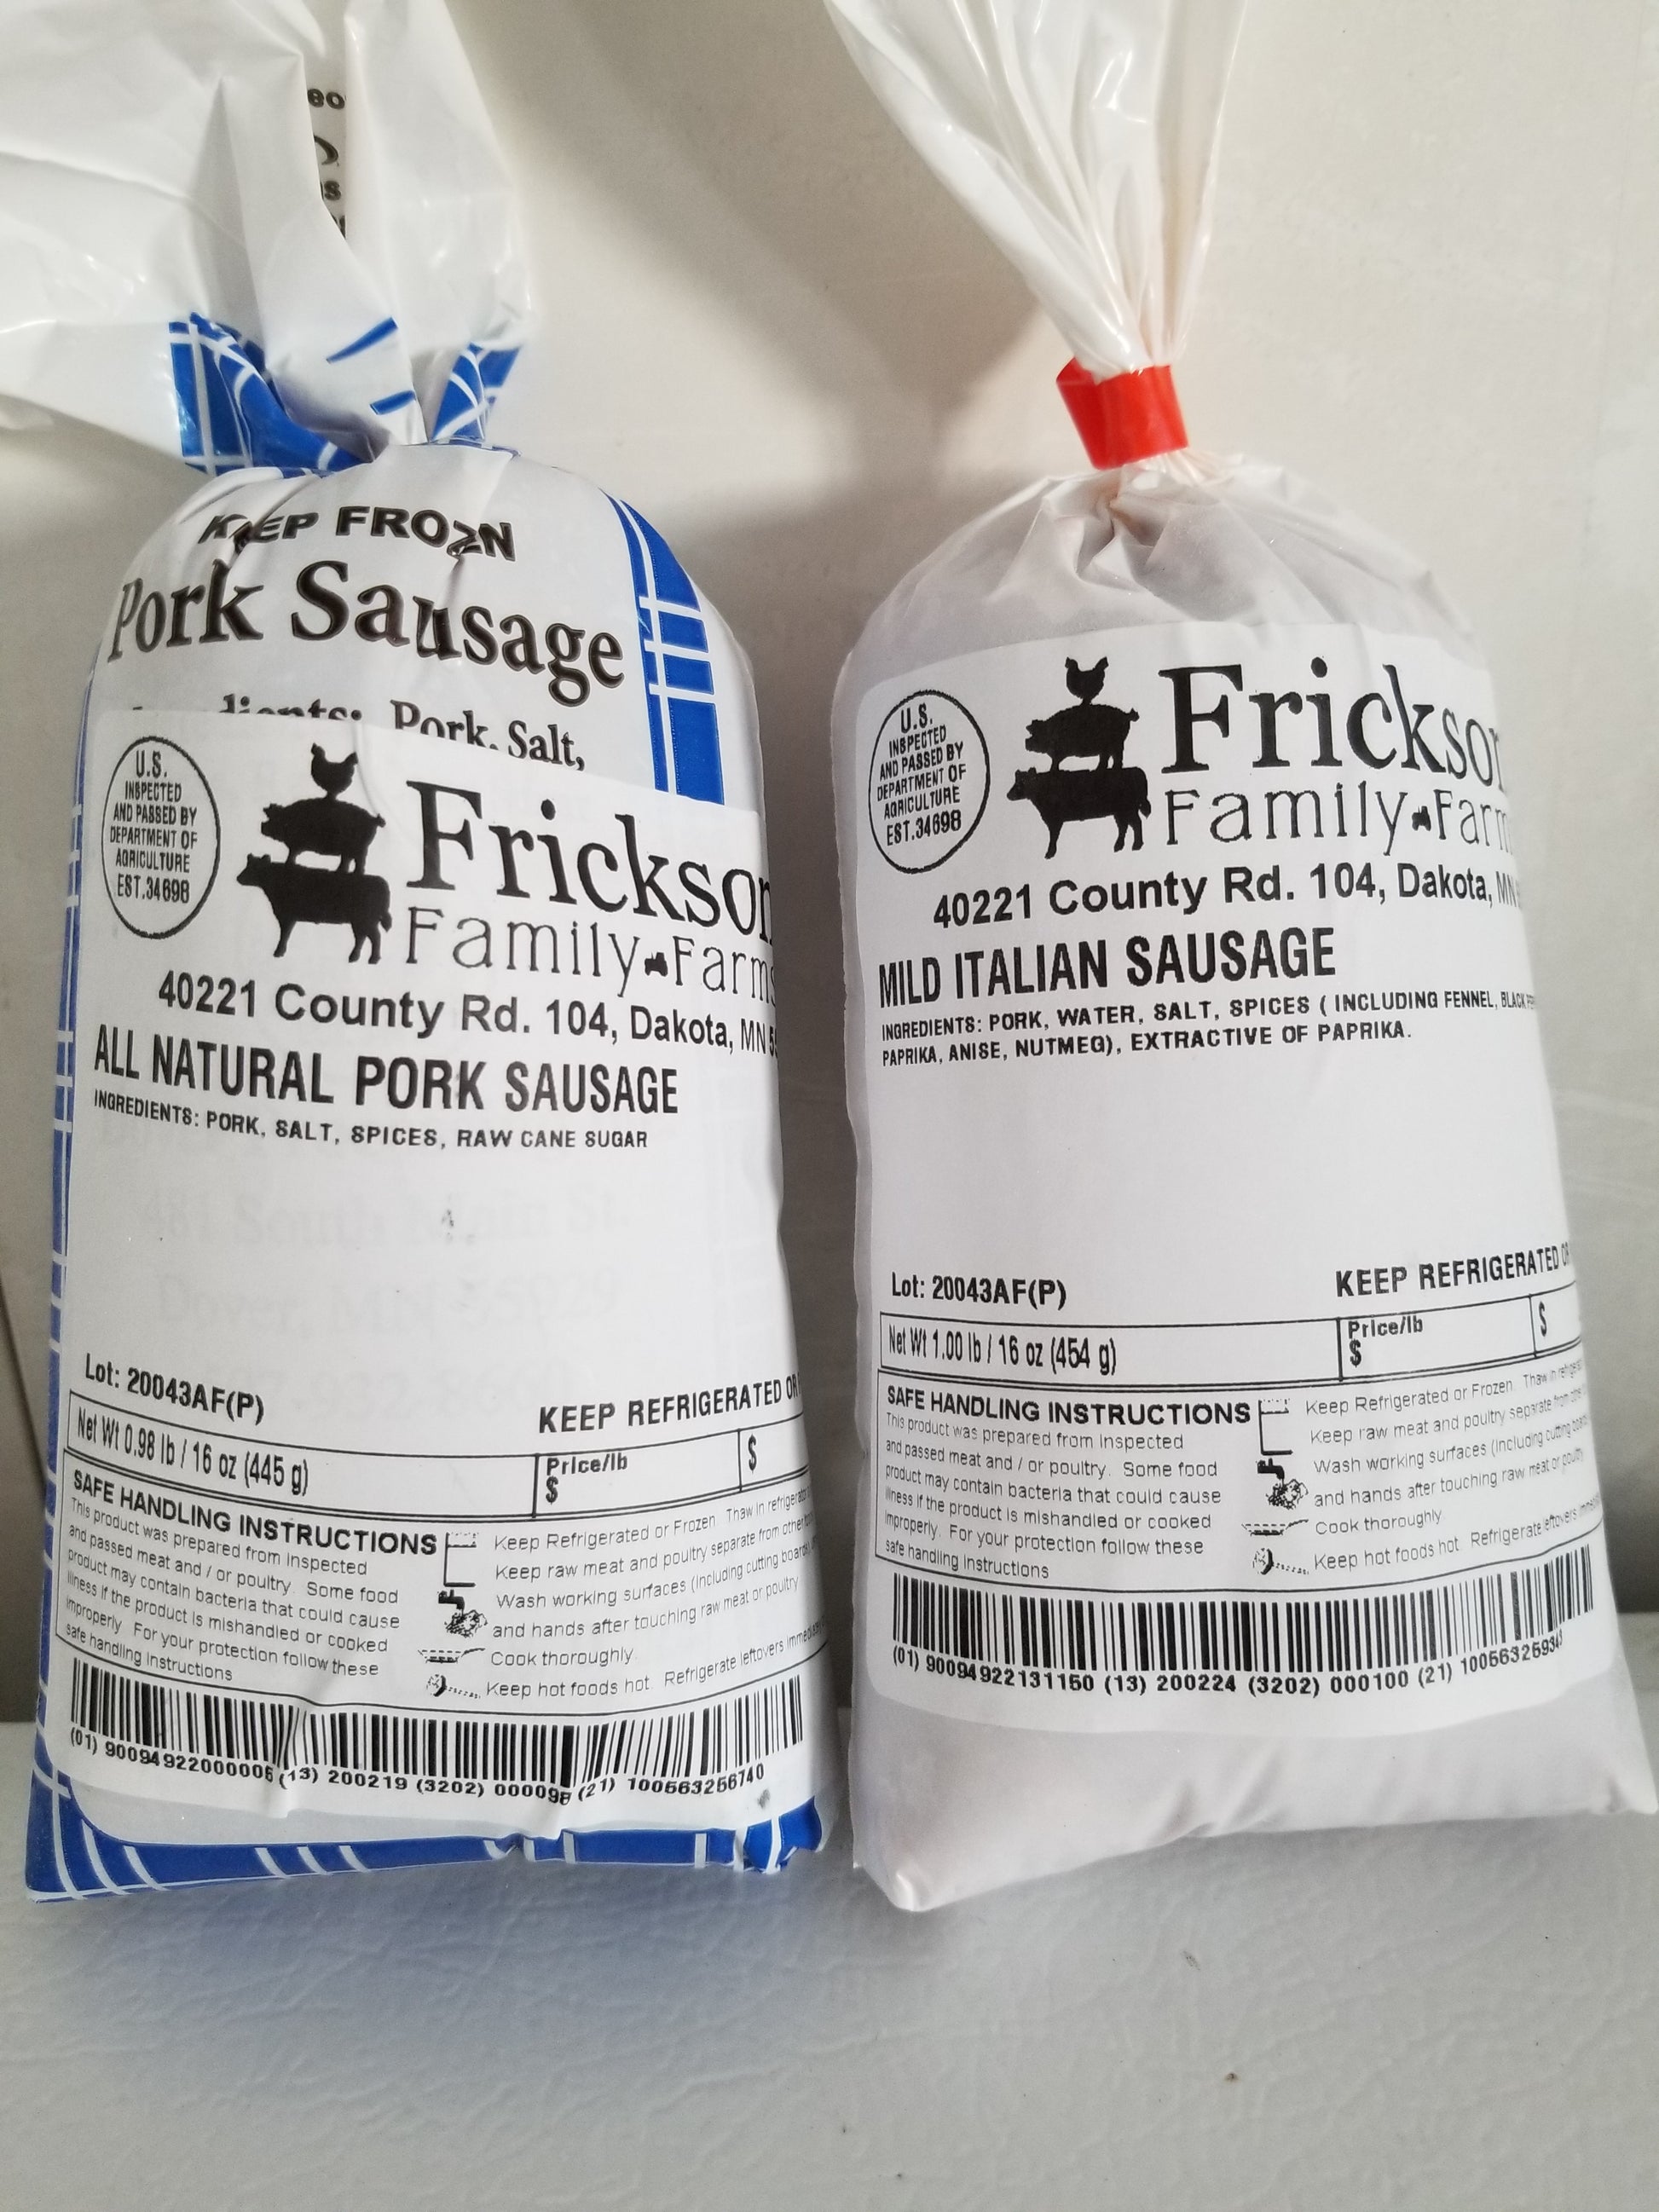 KEEP FROZN
Pork Sausage
Pork, Salt,
U.S.
INSPECTED
AND PASSED BY
DEPARTMENT OF
AGRICULTURE
EST.34698
Frickson
Family Farms
40221 County Rd. 104, Dakota, MN
ALL NATURAL PORK SAUSAGE
INGREDIENTS: PORK, SALT, SPICES, RAW CANE SUGAR
Lot: 20043AF(P)
KEEP REFRIGERATED OR
Net Wt 0.98 lb / 16 oz (445 g)
Price/lb
$
$
SAFE HANDLING INSTRUCTIONS
This product was prepared from inspected
and passed meat and / or poultry. Some food
product may contain bacteria that could cause
illness if the product is mishandled or cooked
improperly. For your protection follow these
safe handling instructions
Keep Refrigerated or Frozen. Thaw in refrigerator
Keep raw meat and poultry separate from other
Wash working surfaces (including cutting boards)
and hands after touching raw meat or poultry
Cook thoroughly.
Keep hot foods hot. Refrigerate leftovers
(01) 90094922000006 (13) 200219 (3202) 000098 (21) 100563256740
U.S.
INSPECTED
AND PASSED BY
DEPARTMENT OF
AGRICULTURE
EST.34698
Frickson
Family Farm
40221 County Rd. 104, Dakota, MN
MILD ITALIAN SAUSAGE
INGREDIENTS: PORK, WATER, SALT, SPICES ( INCLUDING FENNEL, BLACK
PAPRIKA, ANISE, NUTMEG), EXTRACTIVE OF PAPRIKA.
Lot: 20043AF(P)
KEEP REFRIGERATED OR
Net Wt 1.00 lb / 16 oz (454 g)
Price/lb
$
$
SAFE HANDLING INSTRUCTIONS
This product was prepared from inspected
and passed meat and / or poultry. Some food
product may contain bacteria that could cause
illness if the product is mishandled or cooked
improperly. For your protection follow these
safe handling instructions
Keep Refrigerated or Frozen. Thaw in
Keep raw meat and poultry separate from
Wash working surfaces (including cutting
and hands after touching raw meat or poultry
Cook thoroughly.
Keep hot foods hot. Refrigerate leftovers
(01) 90094922131150 (13) 200224 (3202) 000100 (21)